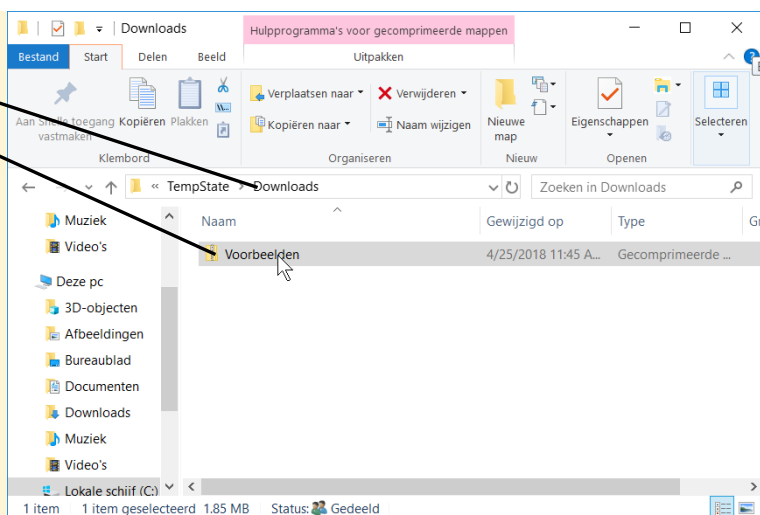 Downloads
Hulpprogramma's voor gecomprimeerde mappen
Bestand Start Delen Beeld Uitpakken
Aan Snelle toegang vastmaken
Kopiëren Plakken
Verplaatsen naar Verwijderen
Kopiëren naar Naam wijzigen
Nieuwe map
Eigenschappen
Selecteren
Klembord Organiseren Nieuw Openen
« TempState > Downloads
Zoeken in Downloads
Muziek
Video's
Deze pc
3D-objecten
Afbeeldingen
Bureaublad
Documenten
Downloads
Muziek
Video's
Lokale schijf (C:)
Naam Gewijzigd op Type
Voorbeelden 4/25/2018 11:45 A... Gecomprimeerde ...
1 item 1 item geselecteerd 1.85 MB Status: Gedeeld